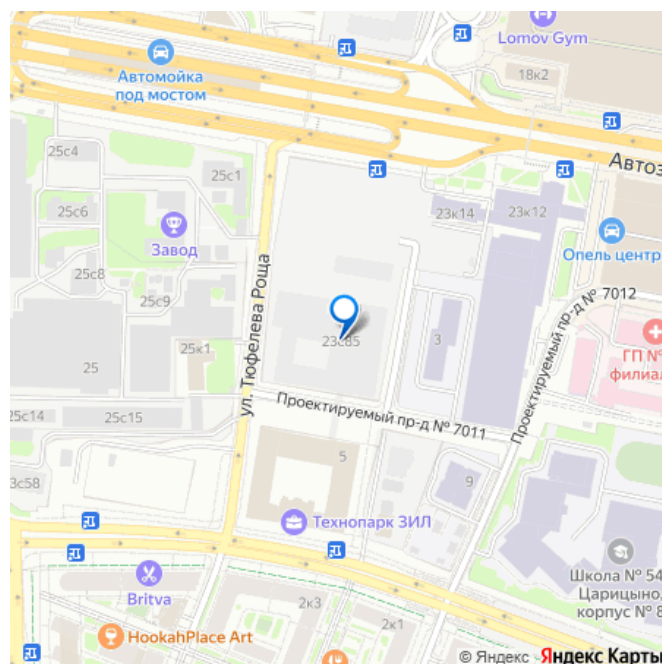 Lomov Gym
18к2
Автомойка
под мостом
Автоз
25с4
25с1
25с6
23к14
23к12
Завод
Опель центр
25с8
25с9
ул. Тюфелева Роща
Проектируемый пр-д № 7012
23с85
3
25к1
25
ГП №
филиал
Проектируемый пр-д № 7011
25с14
25с15
5
3с58
9
Технопарк ЗИЛ
Школа № 54
Царицыно,
корпус № 8
Britva
2к3
2к1
HookahPlace Art
© Яндекс Яндекс Карты